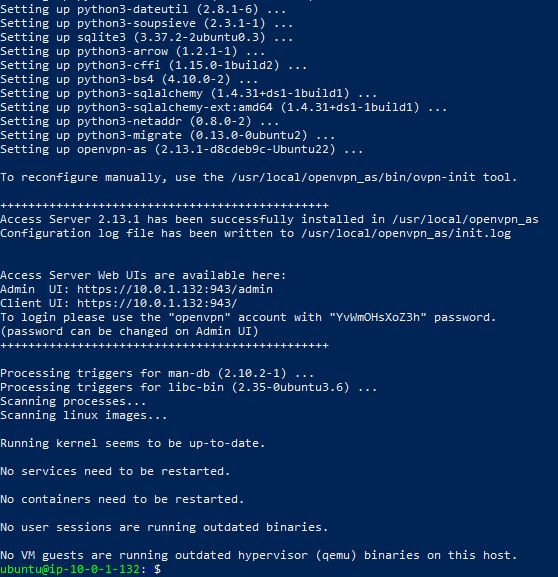 Setting up python3-dateutil (2.8.1-6) ...
Setting up python3-soupsieve (2.3.1-1) ...
Setting up sqlite3 (3.37.2-2ubuntu0.3) ...
Setting up python3-arrow (1.2.1-1) ...
Setting up python3-cffi (1.15.0-1build2) ...
Setting up python3-bs4 (4.10.0-2) ...
Setting up python3-sqlalchemy (1.4.31+ds1-1build1) ...
Setting up python3-sqlalchemy-ext:amd64 (1.4.31+ds1-1build1) ...
Setting up python3-netaddr (0.8.0-2) ...
Setting up python3-migrate (0.13.0-0ubuntu2) ...
Setting up openvpn-as (2.13.1-d8cdeb9c-Ubuntu22) ...
To reconfigure manually, use the /usr/local/openvpn_as/bin/ovpn-init tool.
+++++++++++++++++++++++++++++++++++++++++++++++
Access Server 2.13.1 has been successfully installed in /usr/local/openvpn_as
Configuration log file has been written to /usr/local/openvpn_as/init.log
Access Server Web UIs are available here:
Admin  UI: https://10.0.1.132:943/admin
Client UI: https://10.0.1.132:943/
To login please use the "openvpn" account with "YvWmOHsXoZ3h" password.
(password can be changed on Admin UI)
+++++++++++++++++++++++++++++++++++++++++++++++
Processing triggers for man-db (2.10.2-1) ...
Processing triggers for libc-bin (2.35-0ubuntu3.6) ...
Scanning processes...
Scanning linux images...
Running kernel seems to be up-to-date.
No services need to be restarted.
No containers need to be restarted.
No user sessions are running outdated binaries.
No VM guests are running outdated hypervisor (qemu) binaries on this host.
ubuntu@ip-10-0-1-132: $